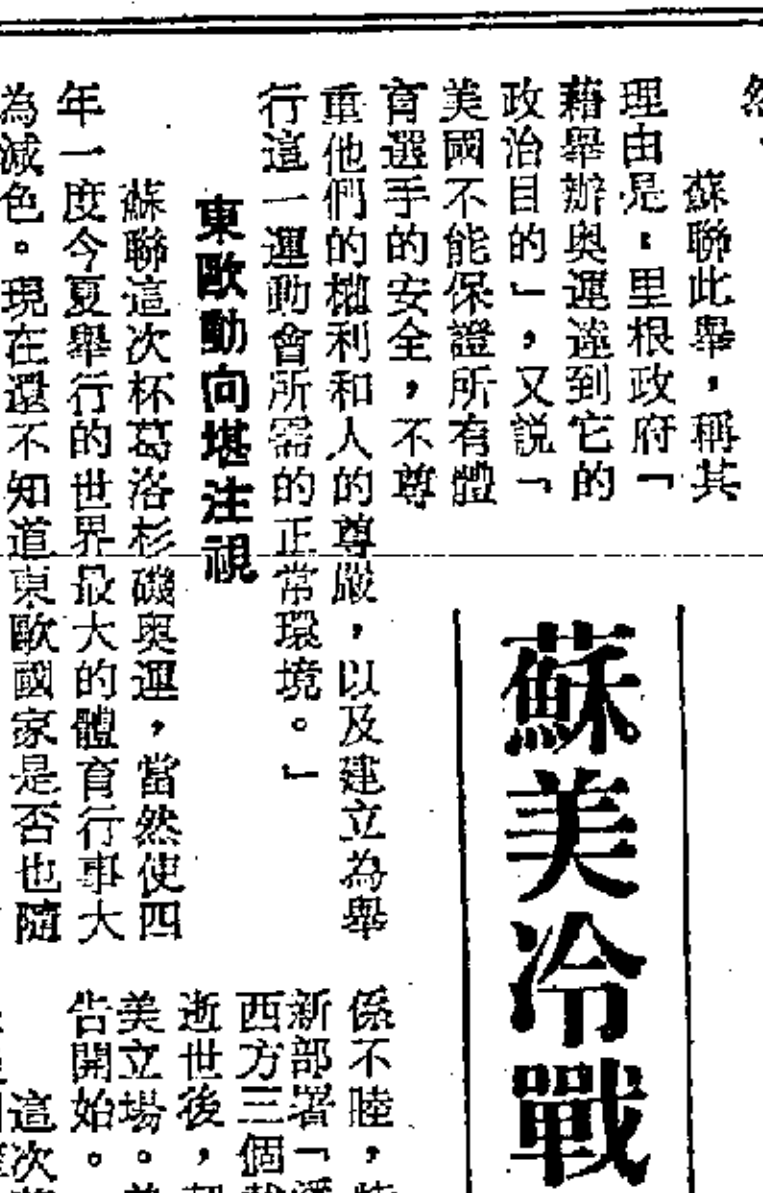 然，
蘇聯此舉，稱其
理由是：里根政府「
藉舉辦奧運達到它的
政治目的」，又說「
美國不能保證所有體
育選手的安全，不尊
重他們的權利和人的尊嚴，以及建立為舉
行這一運動會所需的正常環境。」
東歐動向堪注視
蘇聯這次杯葛洛杉磯奧運，當然使四
年一度今夏舉行的世界最大的體育行事大
為減色。現在還不知道東歐國家是否也隨
蘇美冷戰
係不睦，
新部署「
西方三個
逝世後，
美立場。
告開始。
這次